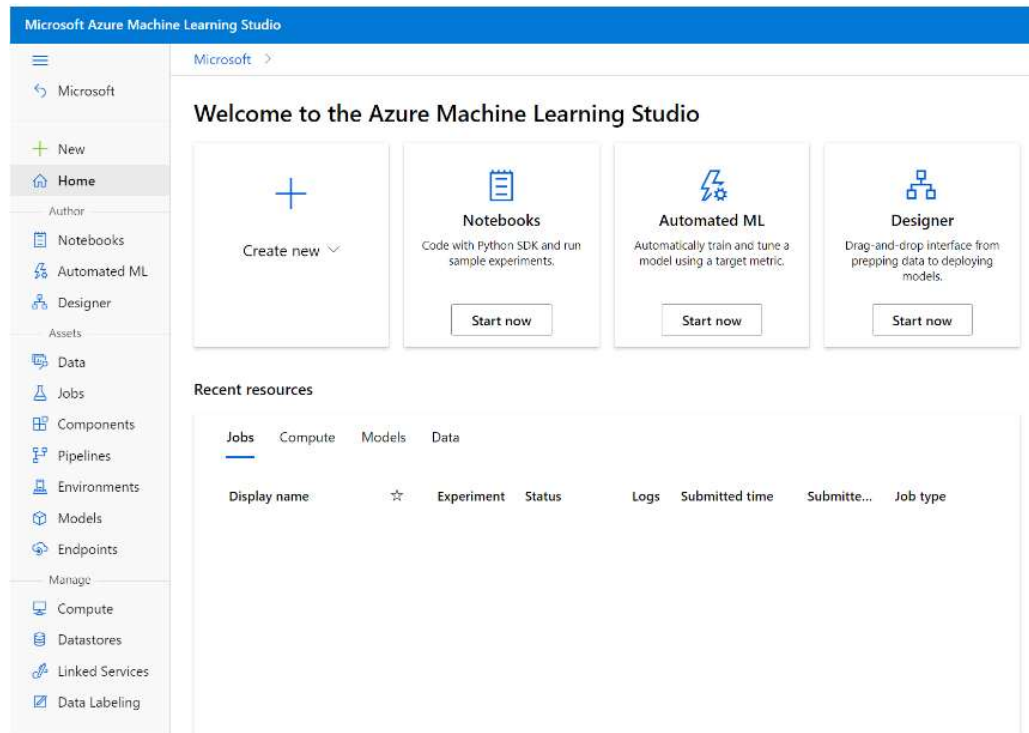 Microsoft Azure Machine Learning Studio
Microsoft >
Microsoft
New
Home
Author
Notebooks
Automated ML
Designer
Assets
Data
Jobs
Components
Pipelines
Environments
Models
Endpoints
Manage
Compute
Datastores
Linked Services
Data Labeling
Welcome to the Azure Machine Learning Studio
Create new
Notebooks
Code with Python SDK and run
sample experiments.
Start now
Automated ML
Automatically train and tune a
model using a target metric.
Start now
Designer
Drag-and-drop interface from
prepping data to deploying
models.
Start now
Recent resources
Jobs Compute Models Data
Display name Experiment Status Logs Submitted time Submitte... Job type